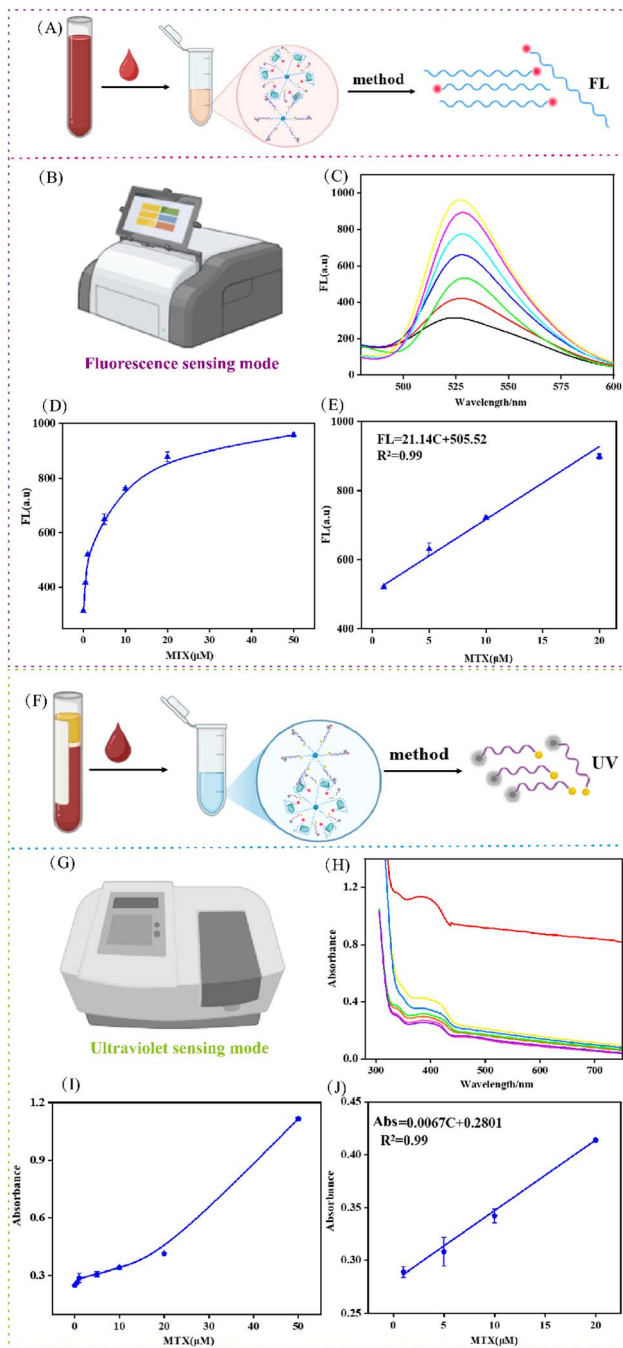 (A)
method
FL
(B)
Fluorescence sensing mode
(C)
1000
800
600
400
200
0
FL(a.u)
500
525
550
575
600
Wavelength/nm
(D)
1000
800
600
400
FL(a.u)
0
10
20
30
40
50
MTX(μM)
(E)
FL=21.14C+505.52
R²=0.99
1000
800
600
400
FL(a.u)
0
5
10
15
20
MTX(μM)
(F)
method
UV
(G)
Ultraviolet sensing mode
(H)
1.2
0.8
0.4
0.0
Absorbance
300
400
500
600
700
Wavelength/nm
(I)
1.2
0.9
0.6
0.3
Absorbance
0
10
20
30
40
50
MTX(μM)
(J)
Abs=0.0067C+0.2801
R²=0.99
0.45
0.40
0.35
0.30
0.25
Absorbance
0
5
10
15
20
MTX(μM)